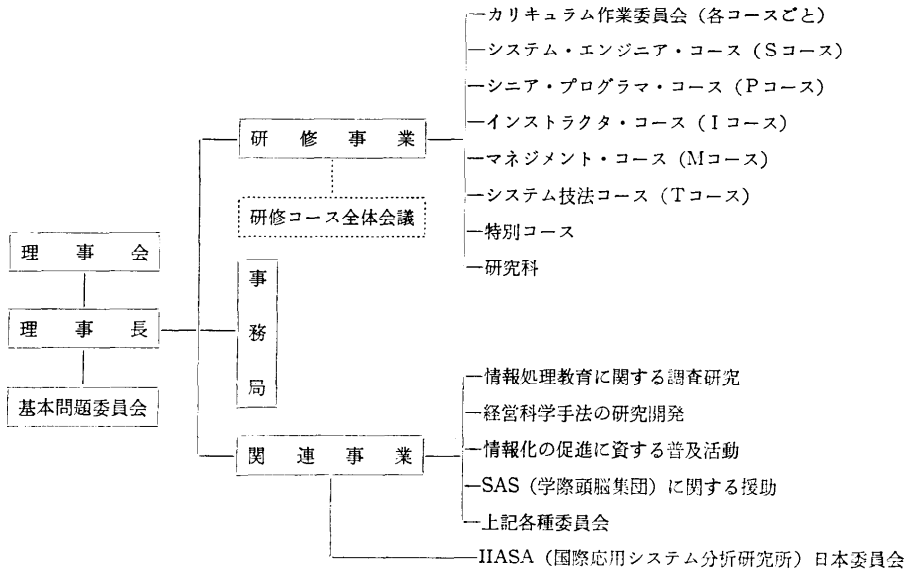 カリキュラム作業委員会（各コースごと）
システム・エンジニア・コース（Sコース）
シニア・プログラマ・コース（Pコース）
インストラクタ・コース（Iコース）
マネジメント・コース（Mコース）
システム技法コース（Tコース）
特別コース
研究科
研修事業
研修コース全体会議
理事会
理事長
基本問題委員会
事務局
関連事業
情報処理教育に関する調査研究
経営科学手法の研究開発
情報化の促進に資する普及活動
SAS（学際頭脳集団）に関する援助
上記各種委員会
IIASA（国際応用システム分析研究所）日本委員会